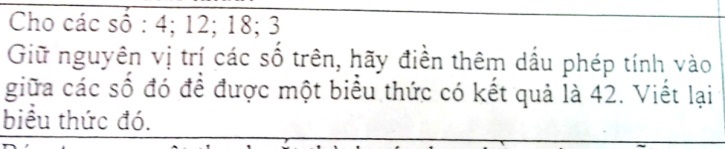 Cho các số : 4; 12; 18; 3
Giữ nguyên vị trí các số trên, hãy điền thêm dấu phép tính vào
giữa các số đó để được một biểu thức có kết quả là 42. Viết lại
biểu thức đó.